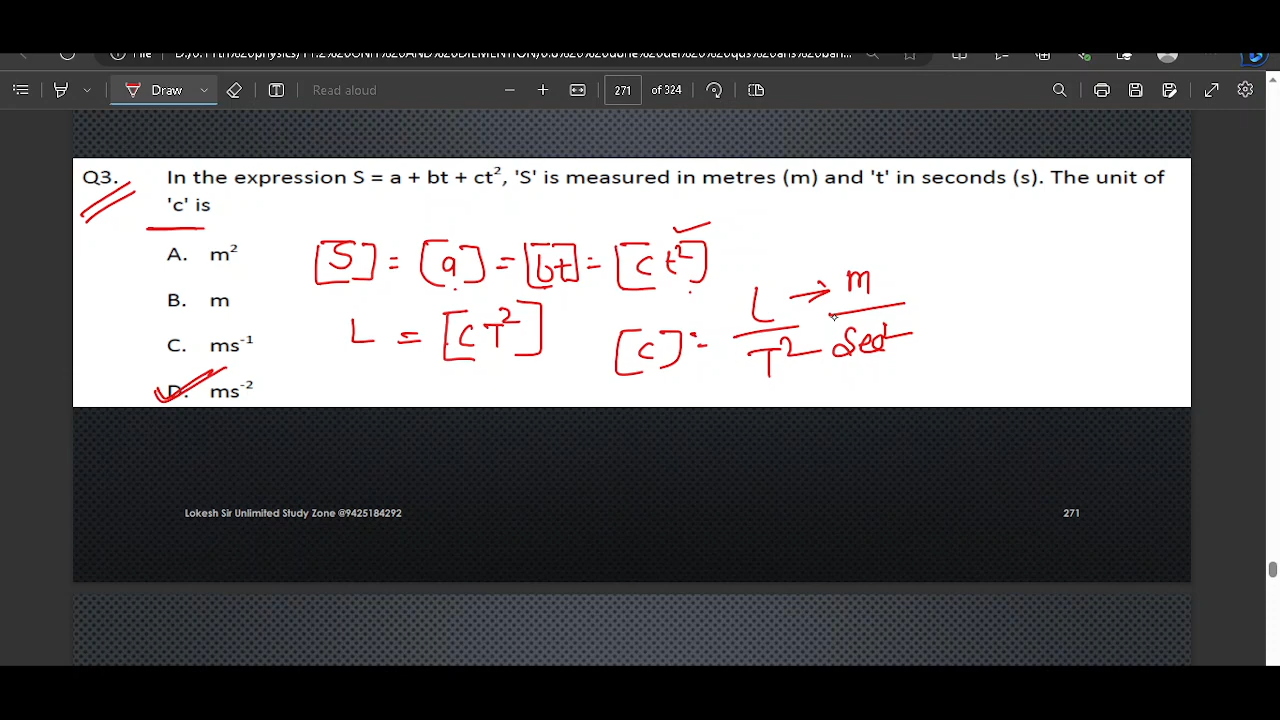 Draw
Read aloud
271 of 324
Q3. In the expression S = a + bt + ct², 'S' is measured in metres (m) and 't' in seconds (s). The unit of
'c' is
A. m²
[S] = [a] = [bt] = [ct²]
B. m
L = [CT²]
[C] = L/T² → m/Sec²
C. ms⁻¹
D. ms⁻²
Lokesh Sir Unlimited Study Zone @9425184292
271